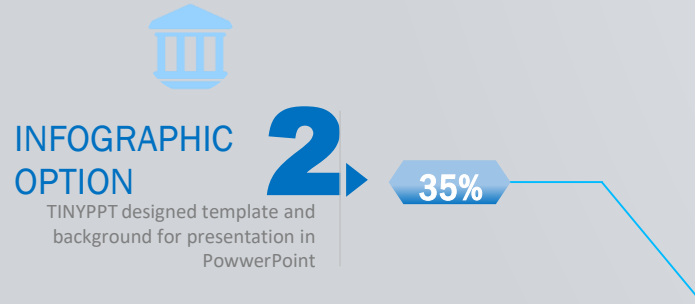 INFOGRAPHIC
OPTION
2
35%
TINYPPT designed template and
background for presentation in
PowwerPoint